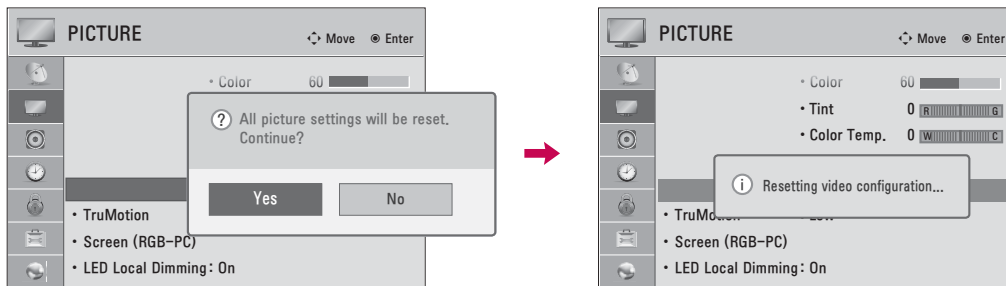 PICTURE
Move Enter
• Color 60
? All picture settings will be reset.
Continue?
Yes No
• TruMotion
• Screen (RGB-PC)
• LED Local Dimming: On
PICTURE
Move Enter
• Color 60
• Tint 0 R G
• Color Temp. 0 W C
i Resetting video configuration...
• Screen (RGB-PC)
• LED Local Dimming: On